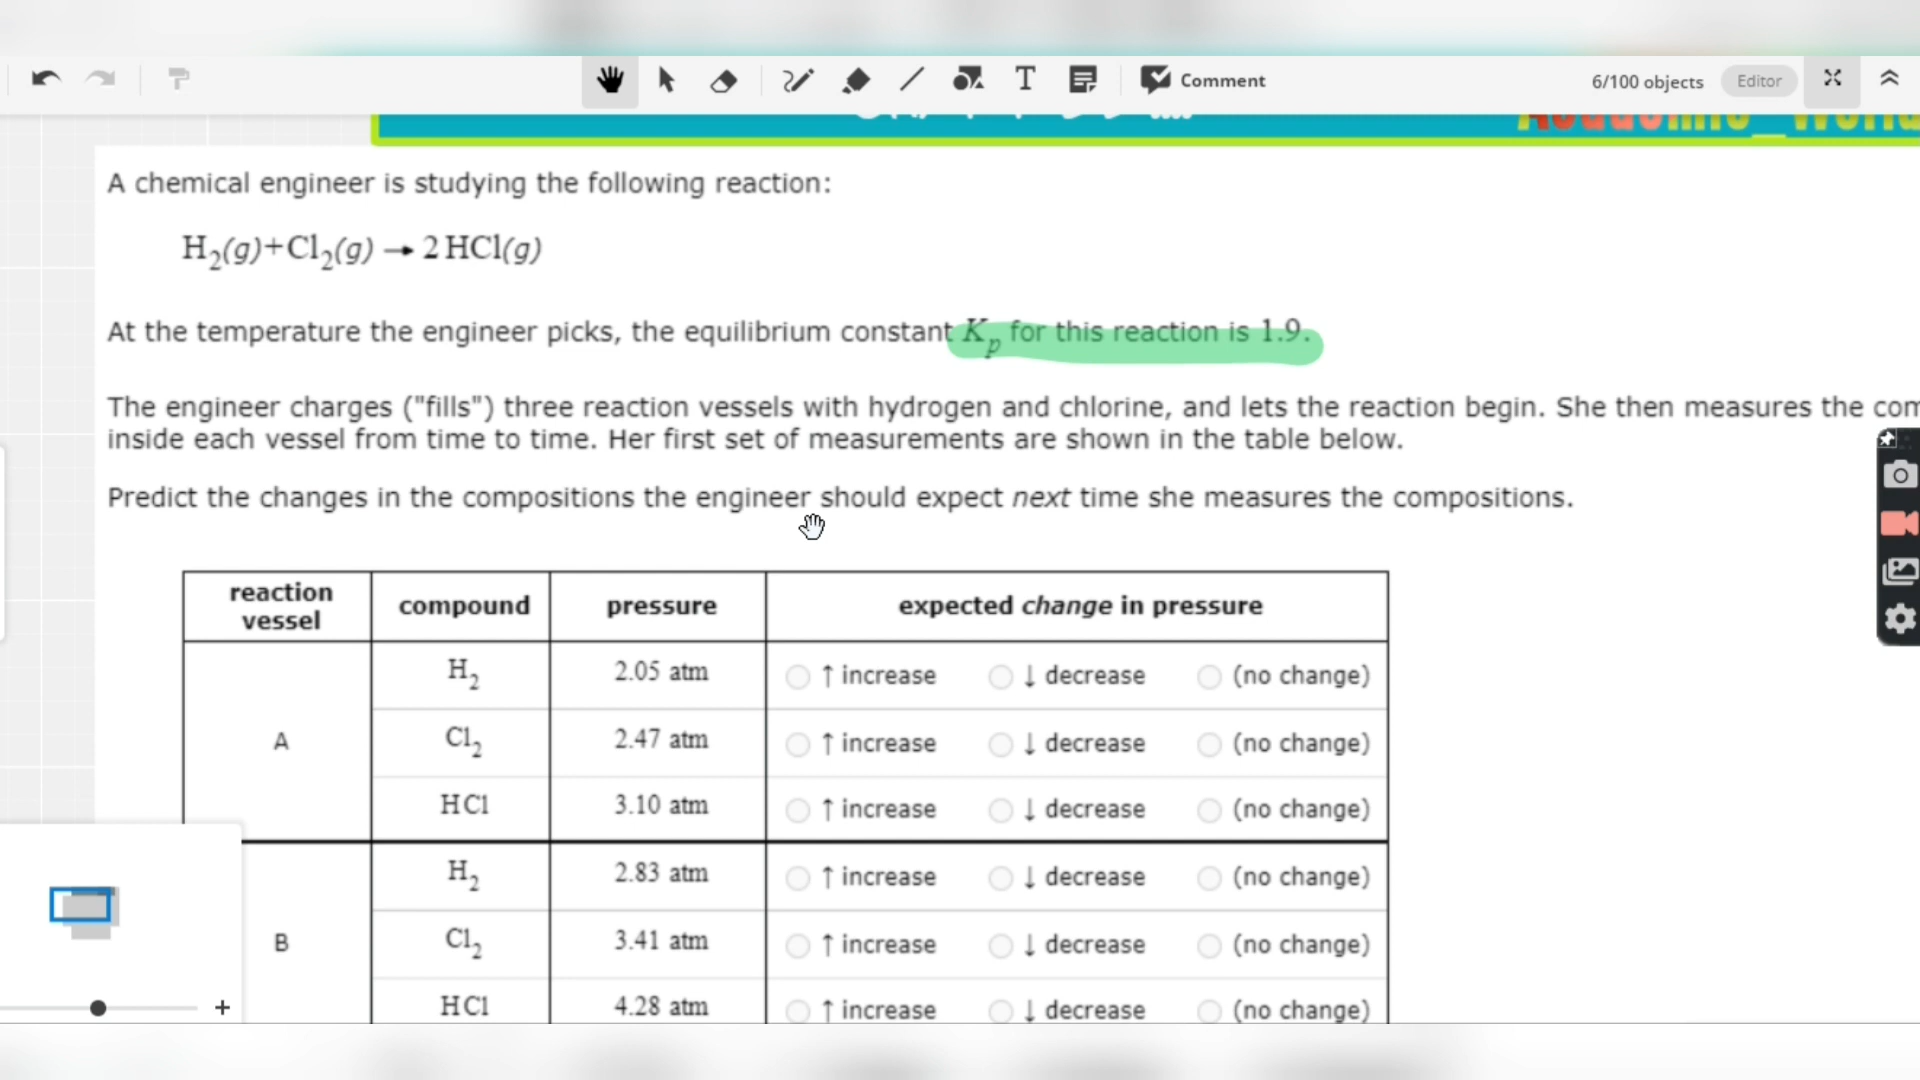 Comment
6/100 objects
Editor
A chemical engineer is studying the following reaction:
H₂(g)+Cl₂(g) → 2 HCl(g)
At the temperature the engineer picks, the equilibrium constant Kₚ for this reaction is 1.9.
The engineer charges ("fills") three reaction vessels with hydrogen and chlorine, and lets the reaction begin. She then measures the
inside each vessel from time to time. Her first set of measurements are shown in the table below.
Predict the changes in the compositions the engineer should expect next time she measures the compositions.
reaction vessel compound pressure expected change in pressure
A
H₂ 2.05 atm ↑ increase ↓ decrease (no change)
Cl₂ 2.47 atm ↑ increase ↓ decrease (no change)
HCl 3.10 atm ↑ increase ↓ decrease (no change)
B
H₂ 2.83 atm ↑ increase ↓ decrease (no change)
Cl₂ 3.41 atm ↑ increase ↓ decrease (no change)
HCl 4.28 atm ↑ increase ↓ decrease (no change)